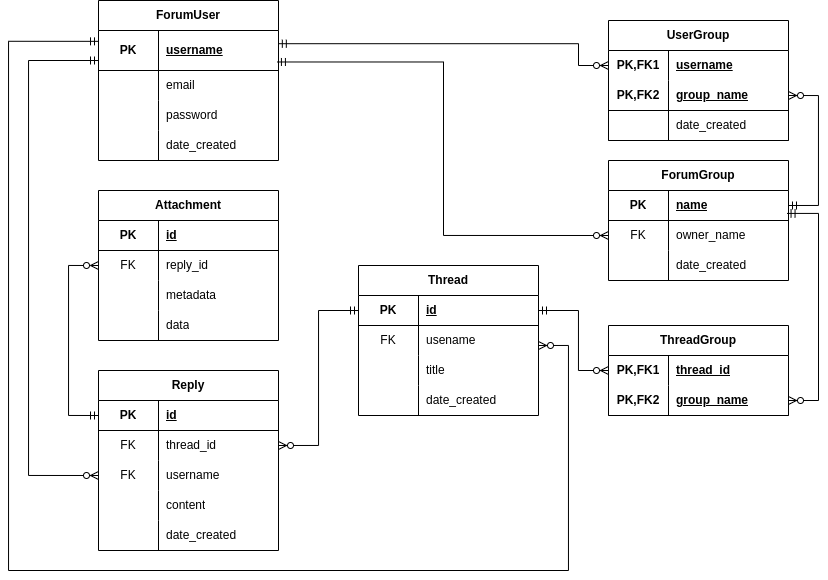 ForumUser
PK username
email
password
date_created
UserGroup
PK,FK1 username
PK,FK2 group_name
date_created
Attachment
PK id
FK reply_id
metadata
data
ForumGroup
PK name
FK owner_name
date_created
Thread
PK id
FK usename
title
date_created
ThreadGroup
PK,FK1 thread_id
PK,FK2 group_name
Reply
PK id
FK thread_id
FK username
content
date_created